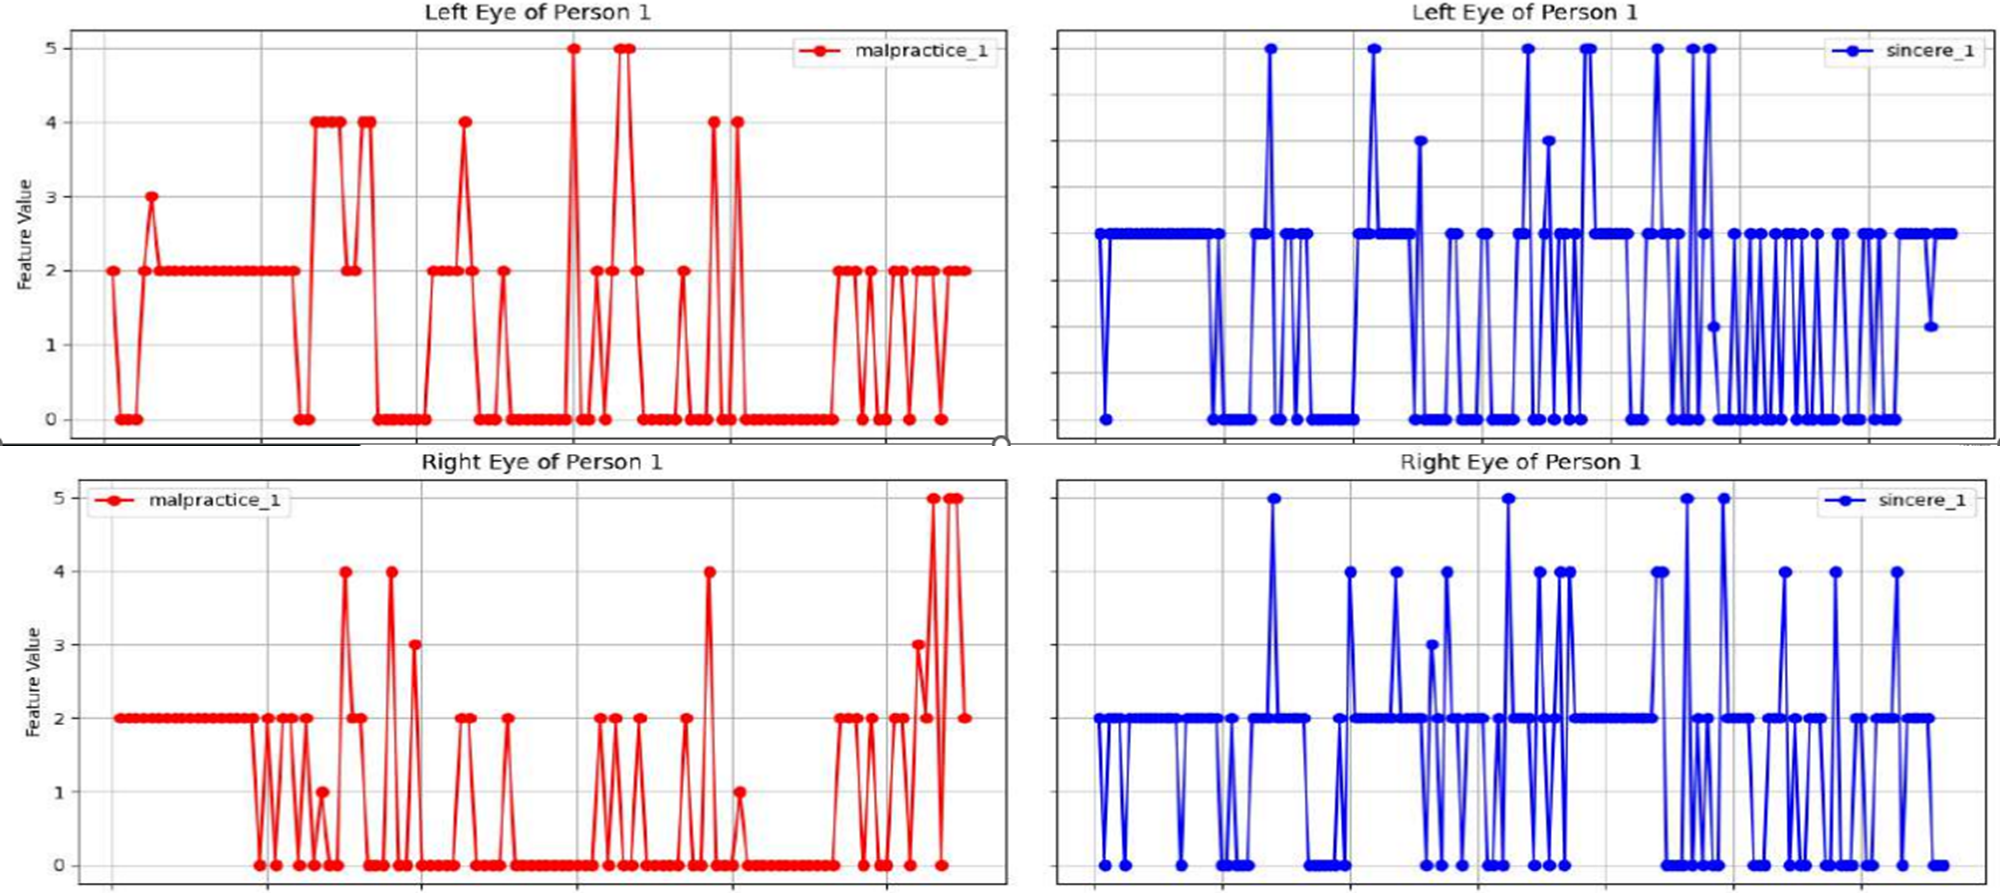 Left Eye of Person 1
malpractice_1
5
4
3
2
1
0
Feature Value
Left Eye of Person 1
sincere_1
Right Eye of Person 1
malpractice_1
5
4
3
2
1
0
Feature Value
Right Eye of Person 1
sincere_1